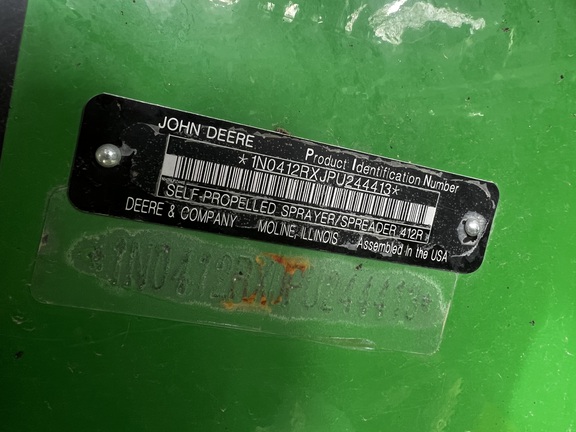 JOHN DEERE
Product Identification Number
*1N0412RXJPU244413*
SELF-PROPELLED SPRAYER/SPREADER 412R
DEERE & COMPANY MOLINE, ILLINOIS Assembled in the USA
*1N0412RXJPU244413*